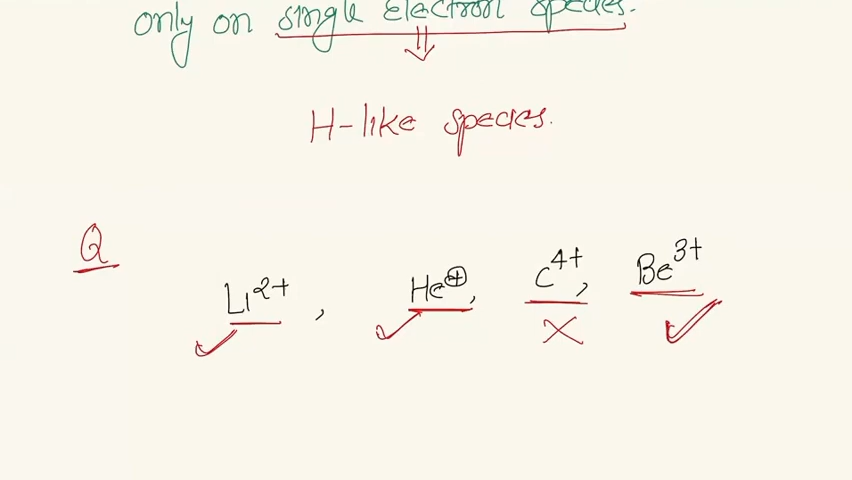 only on single electron species.
H-like species.
Q
Li²⁺, He⊕, C⁴⁺, Be³⁺